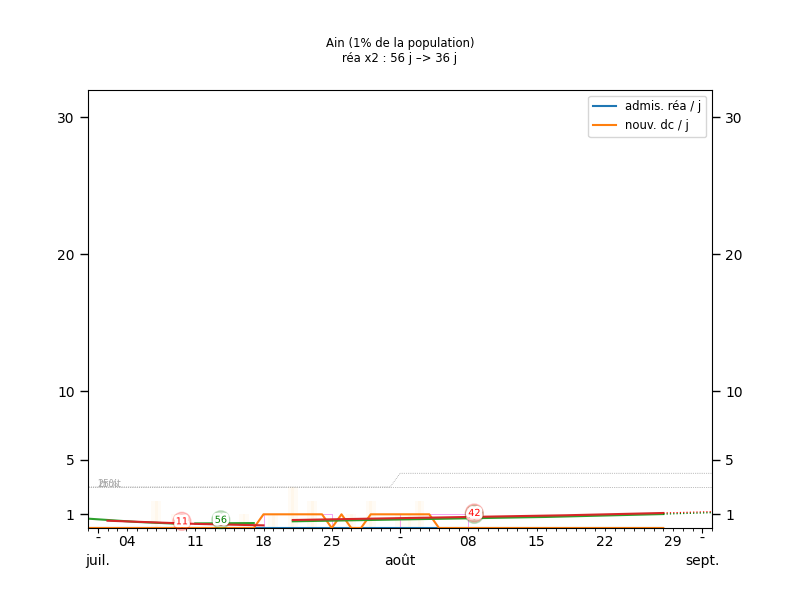 Ain (1% de la population)
réa x2 : 56 j –> 36 j
admis. réa / j
nouv. dc / j
30 30
20 20
10 10
5 5
1 1
11 56 42
- 04 11 18 25 - 08 15 22 29 -
juil. août sept.